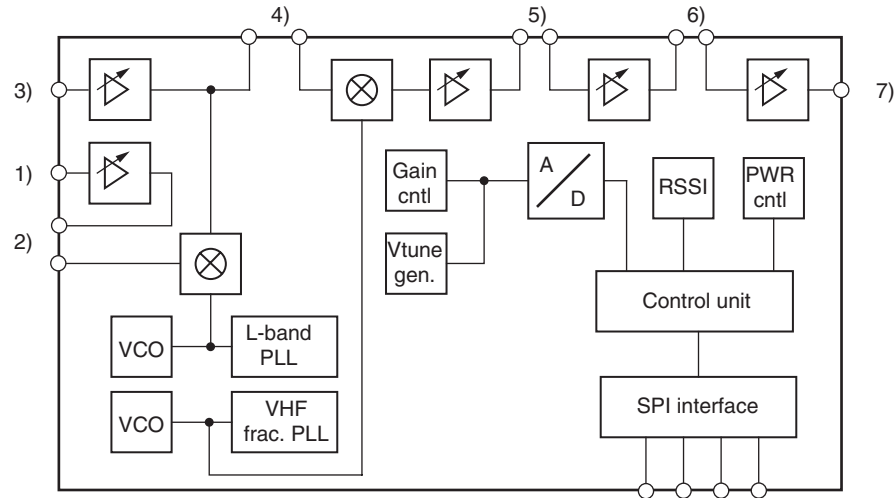 4)
5)
6)
3)
7)
1)
2)
Gain
cntl
A
D
RSSI
PWR
cntl
Vtune
gen.
Control unit
VCO
L-band
PLL
VCO
VHF
frac. PLL
SPI interface